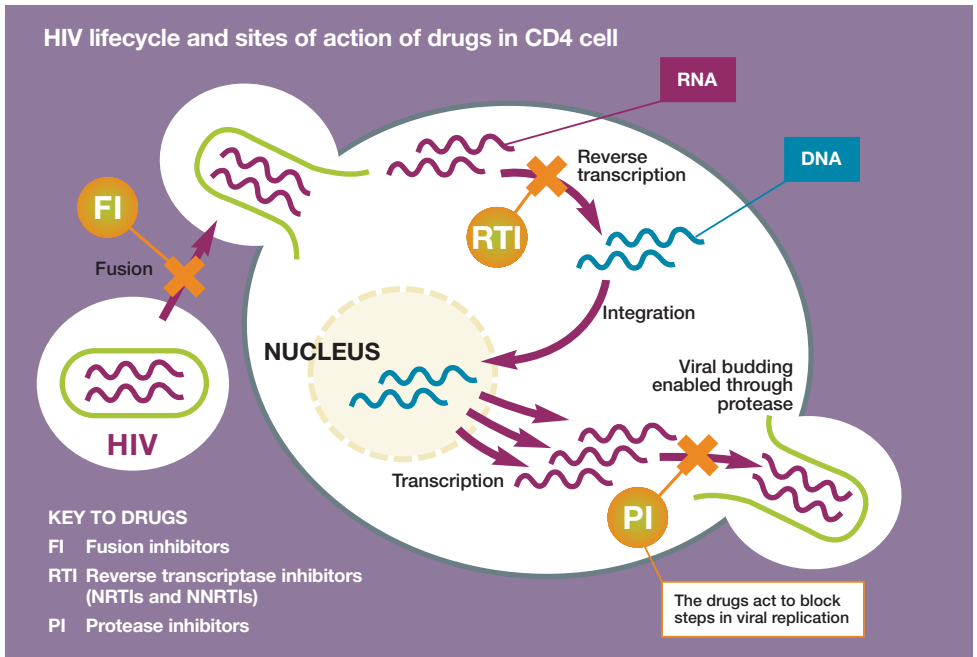 HIV lifecycle and sites of action of drugs in CD4 cell
RNA
DNA
Reverse
transcription
FI
RTI
Fusion
Integration
NUCLEUS
Viral budding
enabled through
protease
HIV
Transcription
PI
KEY TO DRUGS
FI Fusion inhibitors
RTI Reverse transcriptase inhibitors
(NRTIs and NNRTIs)
PI Protease inhibitors
The drugs act to block
steps in viral replication